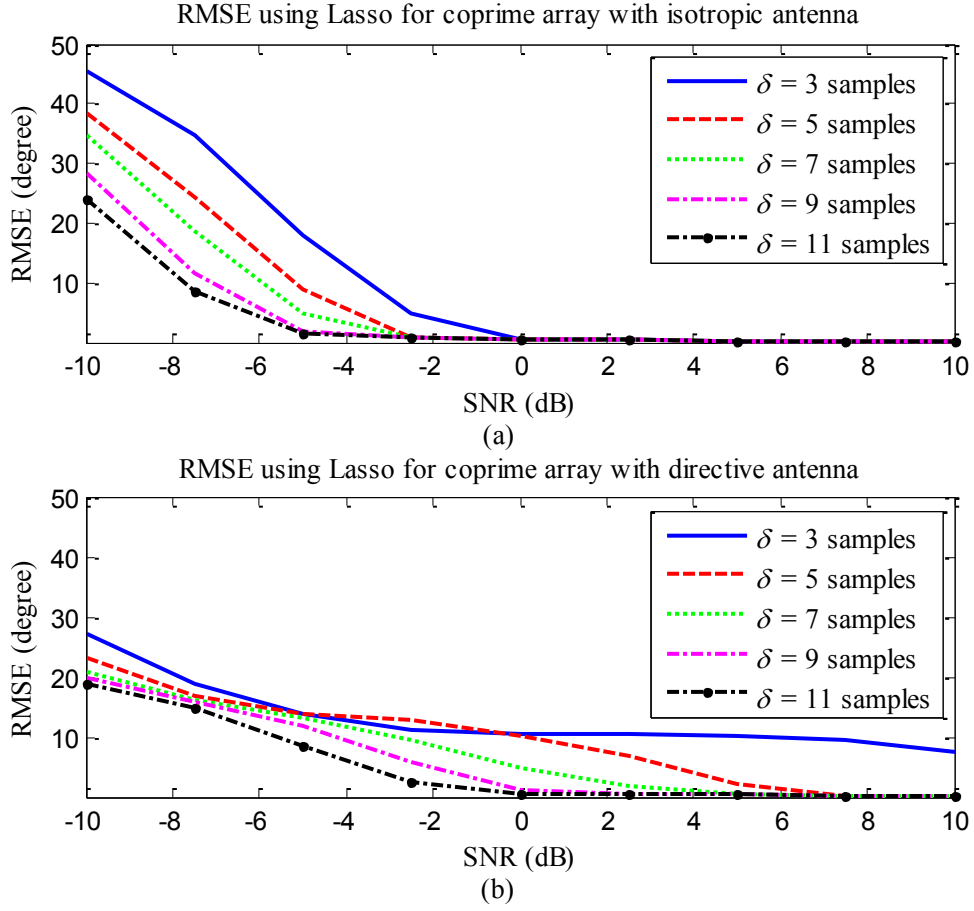 RMSE using Lasso for coprime array with isotropic antenna
50
40
30
20
10
RMSE (degree)
δ = 3 samples
δ = 5 samples
δ = 7 samples
δ = 9 samples
δ = 11 samples
-10 -8 -6 -4 -2 0 2 4 6 8 10
SNR (dB)
(a)
RMSE using Lasso for coprime array with directive antenna
50
40
30
20
10
RMSE (degree)
δ = 3 samples
δ = 5 samples
δ = 7 samples
δ = 9 samples
δ = 11 samples
-10 -8 -6 -4 -2 0 2 4 6 8 10
SNR (dB)
(b)